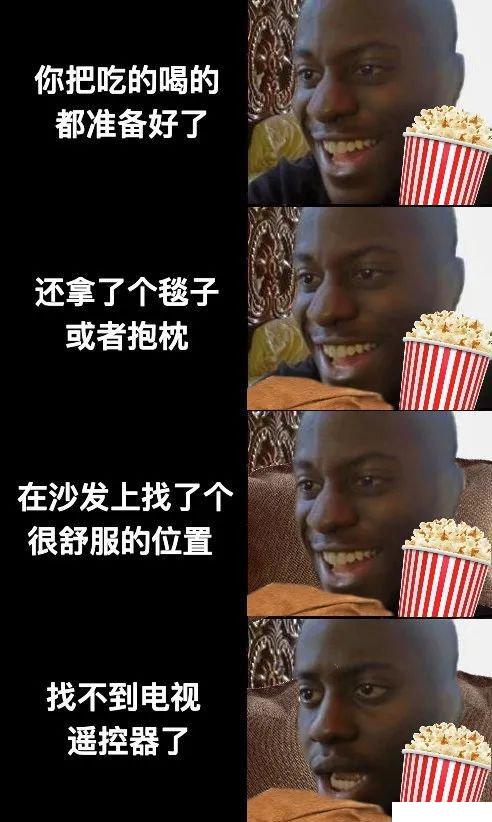 你把吃的喝的
都准备好了
还拿了个毯子
或者抱枕
在沙发上找了个
很舒服的位置
找不到电视
遥控器了